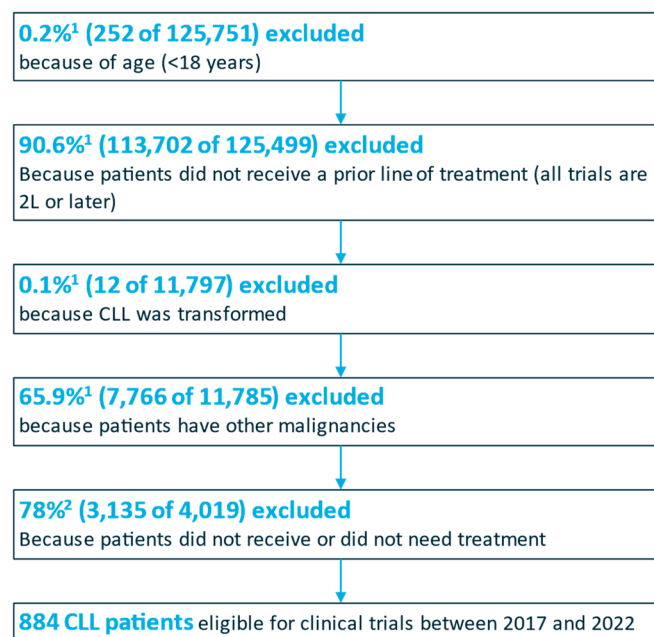 0.2%¹ (252 of 125,751) excluded
because of age (<18 years)
90.6%¹ (113,702 of 125,499) excluded
Because patients did not receive a prior line of treatment (all trials are
2L or later)
0.1%¹ (12 of 11,797) excluded
because CLL was transformed
65.9%¹ (7,766 of 11,785) excluded
because patients have other malignancies
78%² (3,135 of 4,019) excluded
Because patients did not receive or did not need treatment
884 CLL patients eligible for clinical trials between 2017 and 2022